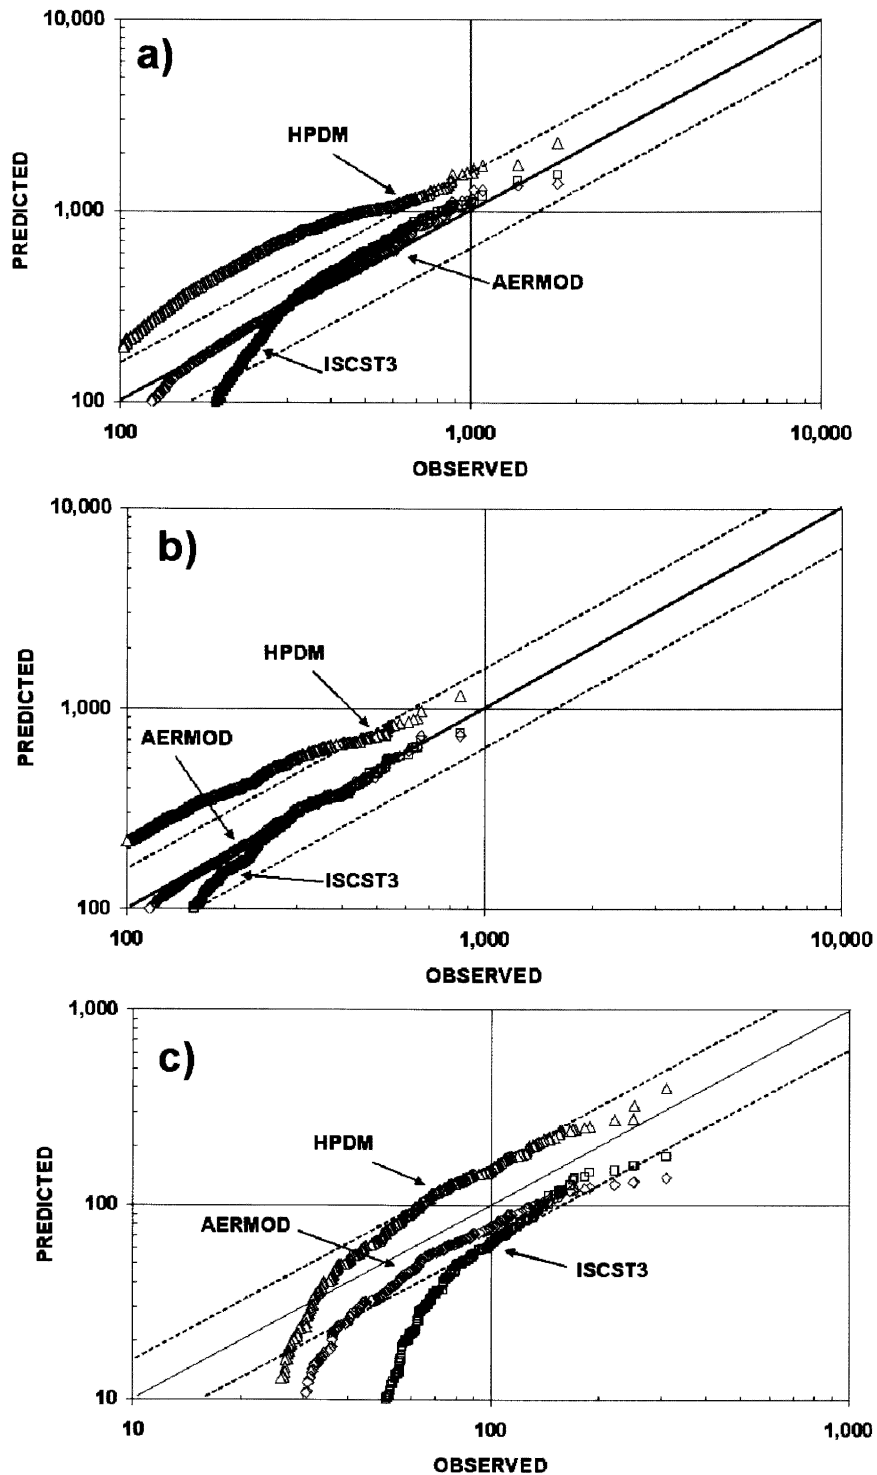 10,000
a)
HPDM
PREDICTED
1,000
AERMOD
ISCST3
100
100 1,000 10,000
OBSERVED
10,000
b)
HPDM
PREDICTED
1,000
AERMOD
ISCST3
100
100 1,000 10,000
OBSERVED
1,000
c)
HPDM
PREDICTED
100
AERMOD
ISCST3
10
10 100 1,000
OBSERVED